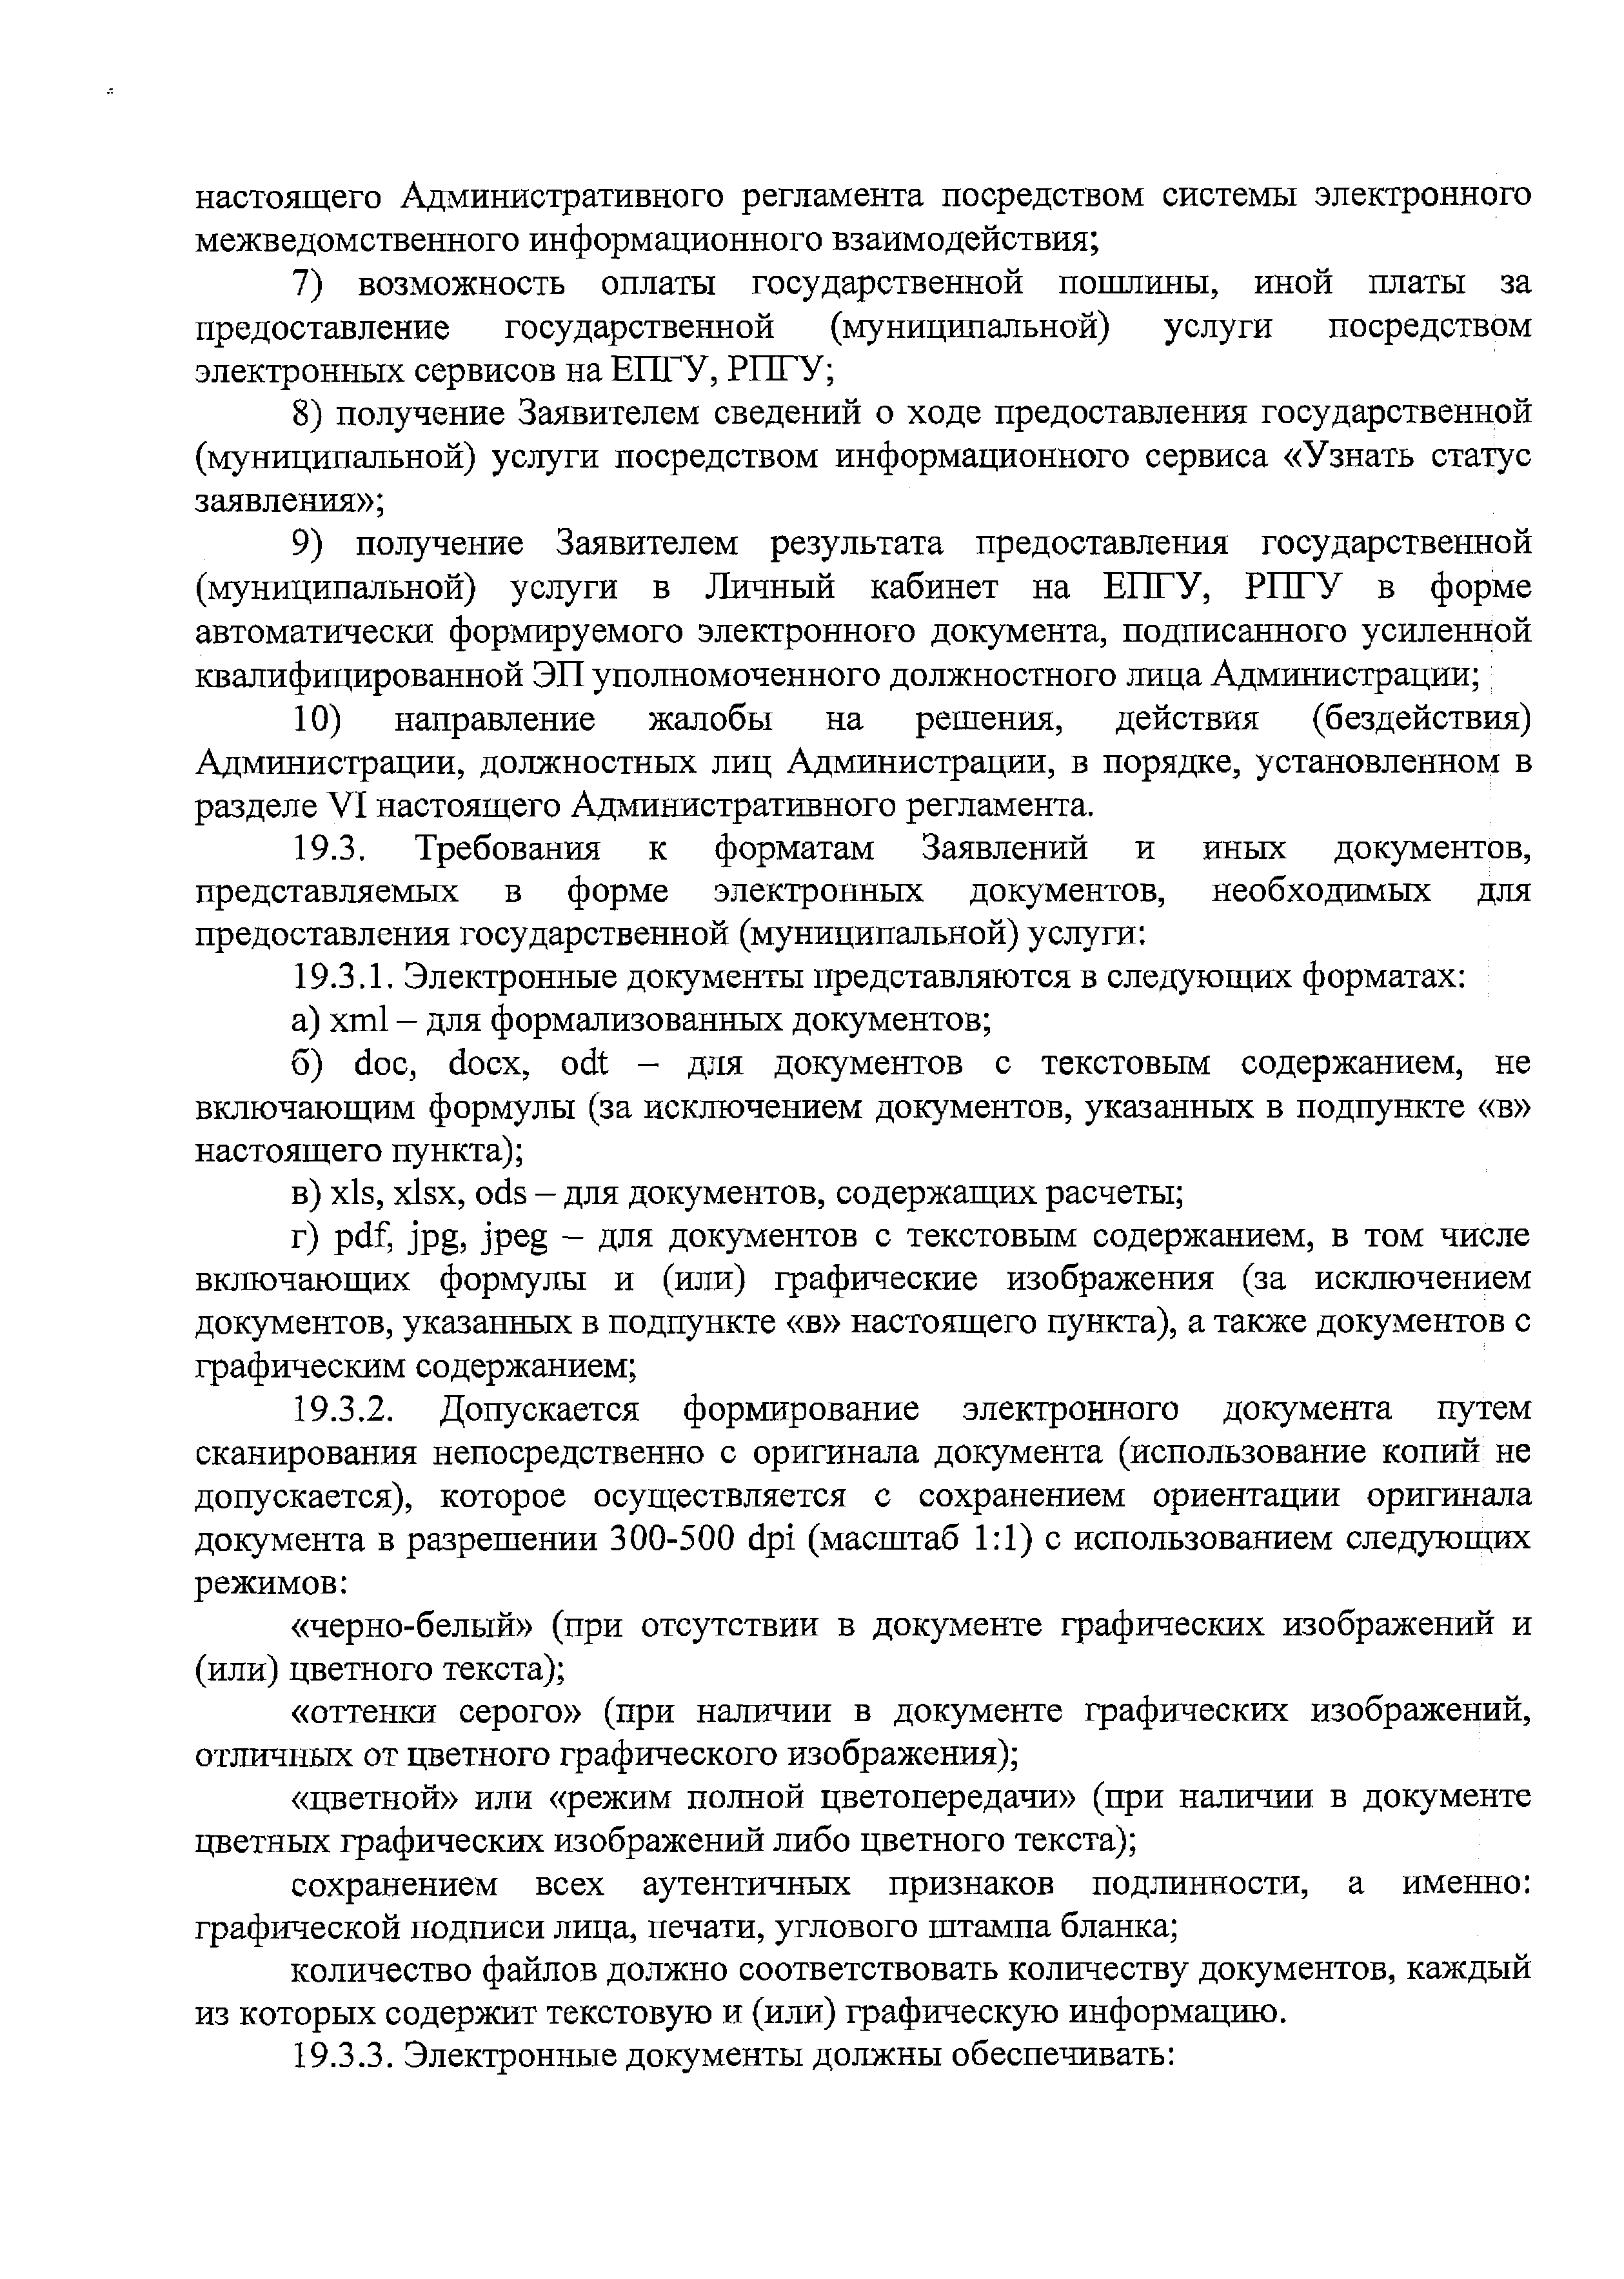 настоящего Административного регламента посредством системы электронного
межведомственного информационного взаимодействия;
7) возможность оплаты государственной пошлины, иной платы за
предоставление государственной (муниципальной) услуги посредством
электронных сервисов на ЕПГУ, РПГУ;
8) получение Заявителем сведений о ходе предоставления государственной
(муниципальной) услуги посредством информационного сервиса «Узнать статус
заявления»;
9) получение Заявителем результата предоставления государственной
(муниципальной) услуги в Личный кабинет на ЕПГУ, РПГУ в форме
автоматически формируемого электронного документа, подписанного усиленной
квалифицированной ЭП уполномоченного должностного лица Администрации;
10) направление жалобы на решения, действия (бездействия)
Администрации, должностных лиц Администрации, в порядке, установленном в
разделе VI настоящего Административного регламента.
19.3. Требования к форматам Заявлений и иных документов,
представляемых в форме электронных документов, необходимых для
предоставления государственной (муниципальной) услуги:
19.3.1. Электронные документы представляются в следующих форматах:
а) xml – для формализованных документов;
б) doc, docx, odt – для документов с текстовым содержанием, не
включающим формулы (за исключением документов, указанных в подпункте «в»
настоящего пункта);
в) xls, xlsx, ods – для документов, содержащих расчеты;
г) pdf, jpg, jpeg – для документов с текстовым содержанием, в том числе
включающих формулы и (или) графические изображения (за исключением
документов, указанных в подпункте «в» настоящего пункта), а также документов с
графическим содержанием;
19.3.2. Допускается формирование электронного документа путем
сканирования непосредственно с оригинала документа (использование копий не
допускается), которое осуществляется с сохранением ориентации оригинала
документа в разрешении 300-500 dpi (масштаб 1:1) с использованием следующих
режимов:
«черно-белый» (при отсутствии в документе графических изображений и
(или) цветного текста);
«оттенки серого» (при наличии в документе графических изображений,
отличных от цветного графического изображения);
«цветной» или «режим полной цветопередачи» (при наличии в документе
цветных графических изображений либо цветного текста);
сохранением всех аутентичных признаков подлинности, а именно:
графической подписи лица, печати, углового штампа бланка;
количество файлов должно соответствовать количеству документов, каждый
из которых содержит текстовую и (или) графическую информацию.
19.3.3. Электронные документы должны обеспечивать: